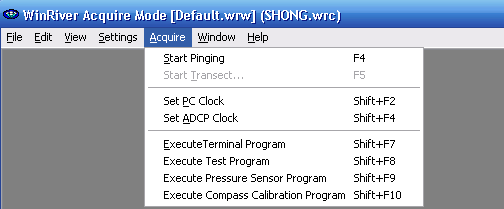 WinRiver Acquire Mode [Default.wrw] (SHONG.wrc)
File Edit View Settings Acquire Window Help
Start Pinging F4
Start Transect... F5
Set PC Clock Shift+F2
Set ADCP Clock Shift+F4
ExecuteTerminal Program Shift+F7
Execute Test Program Shift+F8
Execute Pressure Sensor Program Shift+F9
Execute Compass Calibration Program Shift+F10